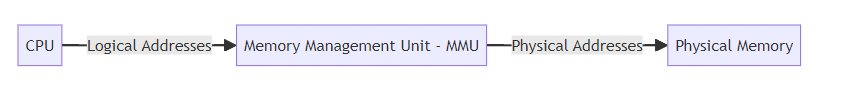 CPU
Logical Addresses
Memory Management Unit - MMU
Physical Addresses
Physical Memory